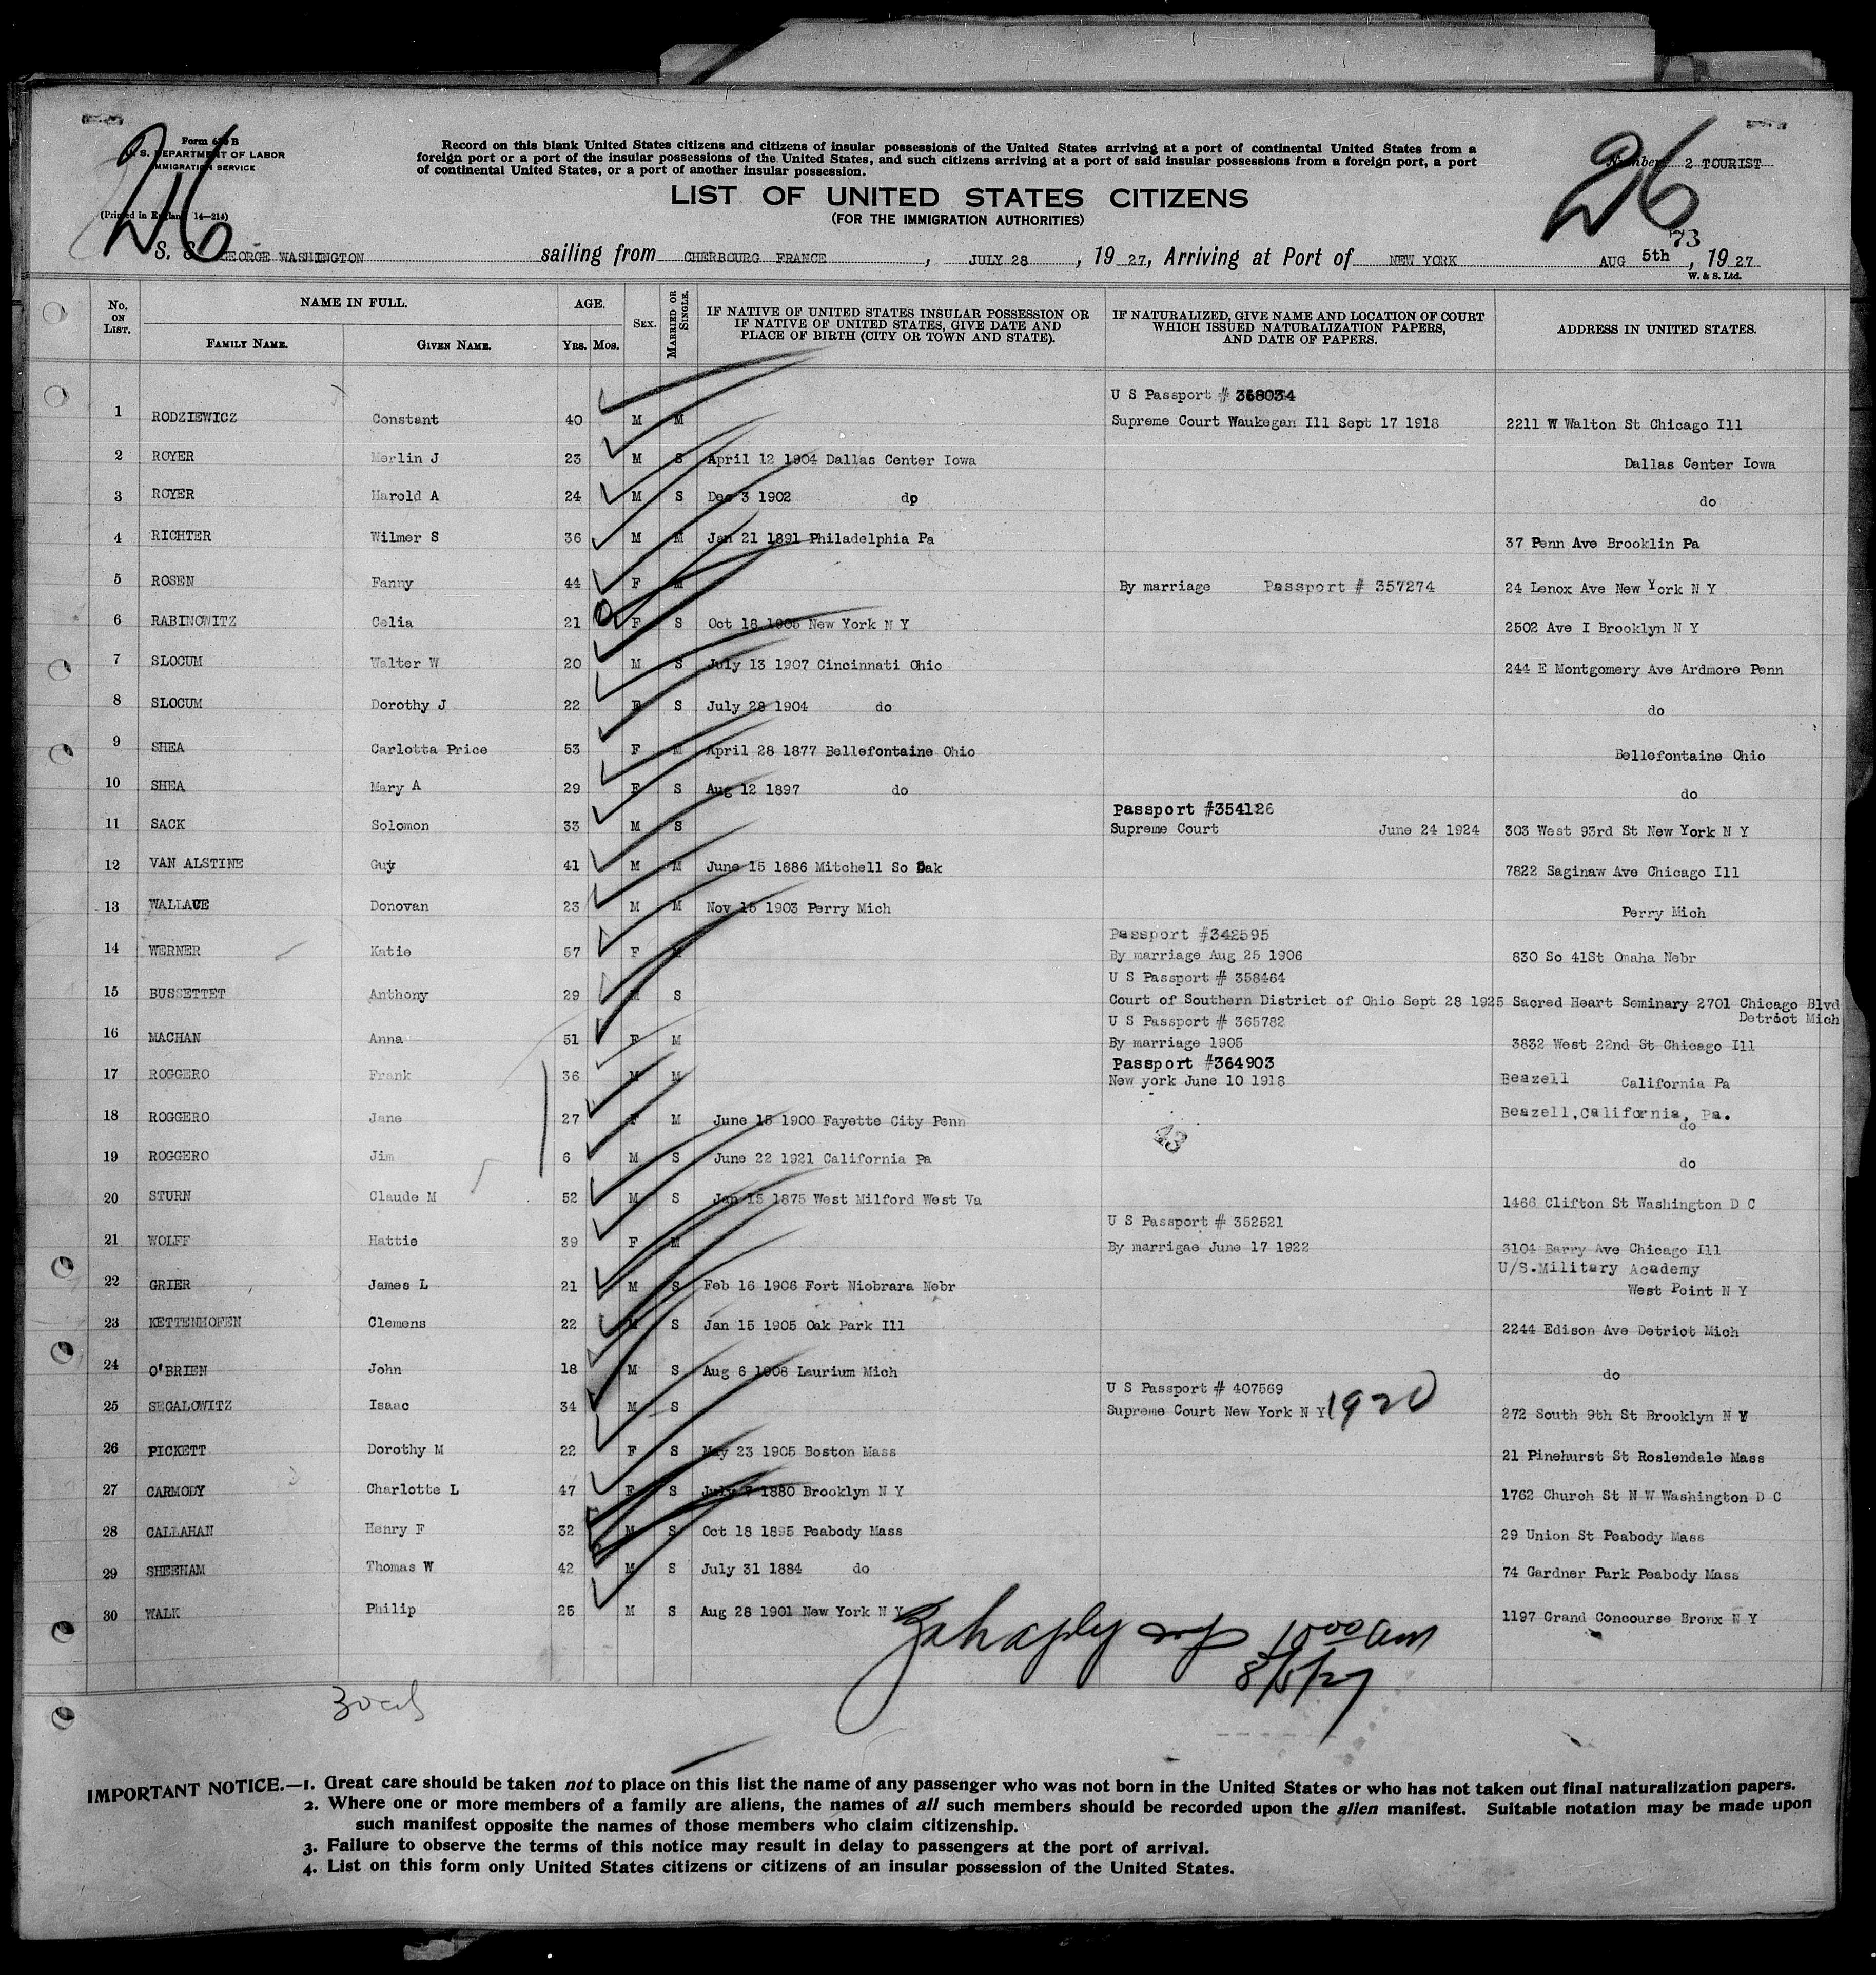 26
Form 630 B
U. S. DEPARTMENT OF LABOR
IMMIGRATION SERVICE
(Printed in England 14—214)
Record on this blank United States citizens and citizens of insular possessions of the United States arriving at a port of continental United States from a
foreign port or a port of the insular possessions of the United States, and such citizens arriving at a port of said insular possessions from a foreign port, a port
of continental United States, or a port of another insular possession.
Number 2 TOURIST
26
73
LIST OF UNITED STATES CITIZENS
(FOR THE IMMIGRATION AUTHORITIES)
S. S. GEORGE WASHINGTON sailing from CHERBOURG FRANCE, JULY 28, 1927, Arriving at Port of NEW YORK AUG 5th, 1927
W. & S. Ltd.
No. ON LIST. NAME IN FULL. FAMILY NAME. GIVEN NAME. AGE. YRS. MOS. SEX. MARRIED OR SINGLE. IF NATIVE OF UNITED STATES INSULAR POSSESSION OR IF NATIVE OF UNITED STATES, GIVE DATE AND PLACE OF BIRTH (CITY OR TOWN AND STATE). IF NATURALIZED, GIVE NAME AND LOCATION OF COURT WHICH ISSUED NATURALIZATION PAPERS, AND DATE OF PAPERS. ADDRESS IN UNITED STATES.
U S Passport # 368034
1 RODZIEWICZ Constant 40 M M Supreme Court Waukegan Ill Sept 17 1918 2211 W Walton St Chicago Ill
2 ROYER Merlin J 23 M S April 12 1904 Dallas Center Iowa Dallas Center Iowa
3 ROYER Harold A 24 M S Dec 3 1902 do do
4 RICHTER Wilmer S 36 M M Jan 21 1891 Philadelphia Pa 37 Penn Ave Brooklin Pa
5 ROSEN Fanny 44 F M By marriage Passport # 357274 24 Lenox Ave New York N Y
6 RABINOWITZ Celia 21 F S Oct 18 1905 New York N Y 2502 Ave I Brooklyn N Y
7 SLOCUM Walter W 20 M S July 13 1907 Cincinnati Ohio 244 E Montgomery Ave Ardmore Penn
8 SLOCUM Dorothy J 22 F S July 28 1904 do do
9 SHEA Carlotta Price 53 F M April 28 1877 Bellefontaine Ohio Bellefontaine Ohio
10 SHEA Mary A 29 F S Aug 12 1897 do do
Passport #354126
11 SACK Solomon 33 M S Supreme Court June 24 1924 303 West 93rd St New York N Y
12 VAN ALSTINE Guy 41 M M June 15 1886 Mitchell So Dak 7822 Saginaw Ave Chicago Ill
13 WALLACE Donovan 23 M M Nov 15 1903 Perry Mich Perry Mich
Passport #342595
14 WERNER Katie 57 F M By marriage Aug 25 1906 830 So 41St Omaha Nebr
U S Passport # 358464
15 BUSSETTET Anthony 29 M S Court of Southern District of Ohio Sept 28 1925 Sacred Heart Seminary 2701 Chicago Blvd
U S Passport # 365782 Detroit Mich
16 MACHAN Anna 51 F M By marriage 1905 3832 West 22nd St Chicago Ill
Passport #364903
17 ROGGERO Frank 36 M M New york June 10 1918 Beazell California Pa
18 ROGGERO Jane 27 F M June 15 1900 Fayette City Penn Beazell,California, Pa.
do
23
19 ROGGERO Jim 6 M S June 22 1921 California Pa do
20 STURN Claude M 52 M S Jan 15 1875 West Milford West Va 1466 Clifton St Washington D C
U S Passport # 352521
21 WOLFF Hattie 39 F M By marrigae June 17 1922 3104 Barry Ave Chicago Ill
U/S.Military Academy
22 GRIER James L 21 M S Feb 16 1906 Fort Niobrara Nebr West Point N Y
23 KETTENHOFEN Clemens 22 M S Jan 15 1905 Oak Park Ill 2244 Edison Ave Detriot Mich
24 O'BRIEN John 18 M S Aug 6 1908 Laurium Mich do
U S Passport # 407569
25 SEGALOWITZ Isaac 34 M S Supreme Court New York N Y 1920 272 South 9th St Brooklyn N Y
26 PICKETT Dorothy M 22 F S May 23 1905 Boston Mass 21 Pinehurst St Roslendale Mass
27 CARMODY Charlotte L 47 F S July 7 1880 Brooklyn N Y 1762 Church St N W Washington D C
28 CALLAHAN Henry F 32 M S Oct 18 1895 Peabody Mass 29 Union St Peabody Mass
29 SHEEHAM Thomas W 42 M S July 31 1884 do 74 Gardner Park Peabody Mass
30 WALK Philip 25 M S Aug 28 1901 New York N Y 1197 Grand Concourse Bronx N Y
10 00 am
8/5/27
IMPORTANT NOTICE.—1. Great care should be taken not to place on this list the name of any passenger who was not born in the United States or who has not taken out final naturalization papers.
2. Where one or more members of a family are aliens, the names of all such members should be recorded upon the alien manifest. Suitable notation may be made upon
such manifest opposite the names of those members who claim citizenship.
3. Failure to observe the terms of this notice may result in delay to passengers at the port of arrival.
4. List on this form only United States citizens or citizens of an insular possession of the United States.